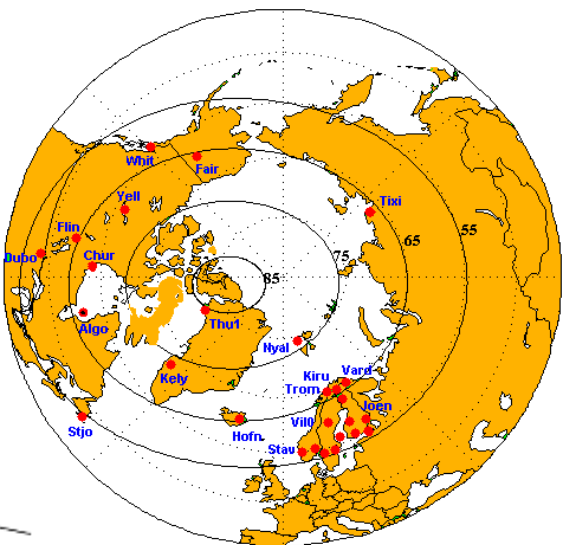 Whit
Fair
Yell
Tixi
Flin
55
65
Dubo
Chur
75
85
Algo
Thu1
Nyal
Kely
Kiru
Vard
Trom
Joen
Stjo
Vil0
Hofn
Stav